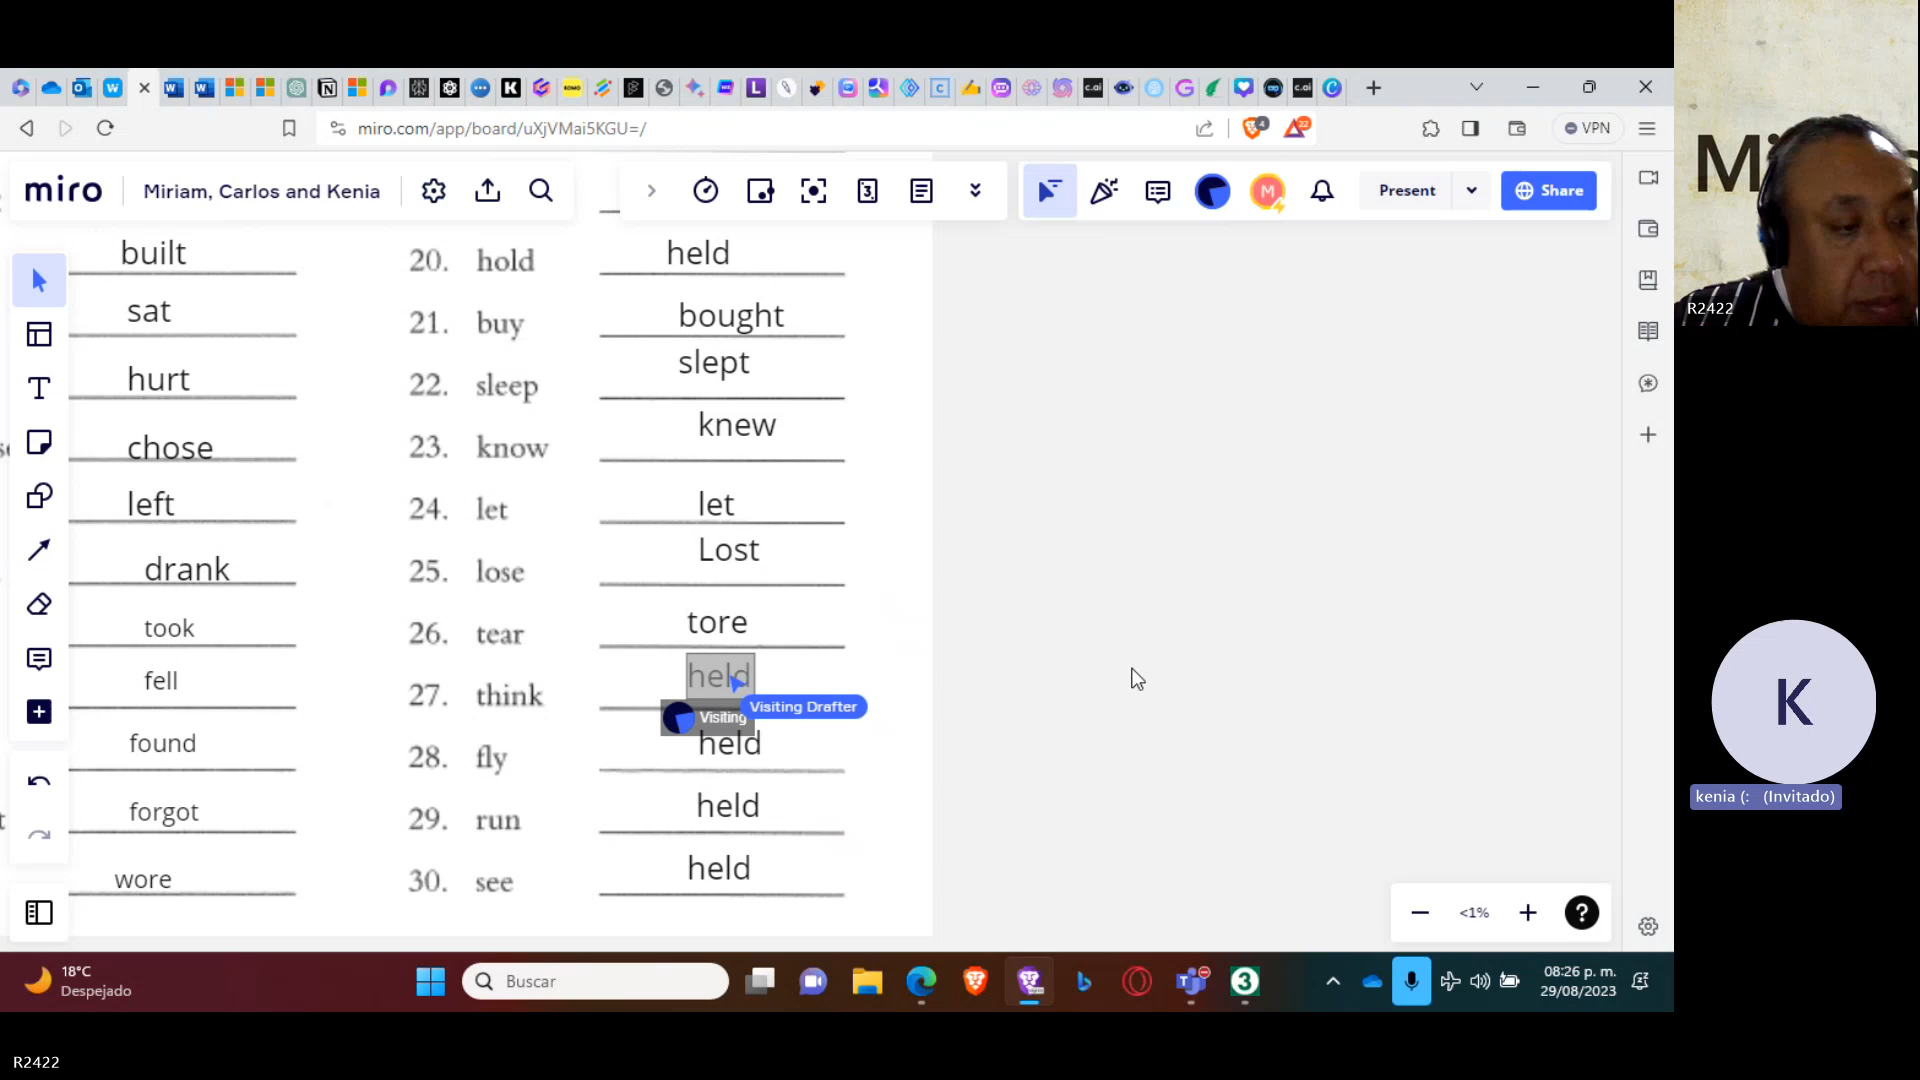 miro.com/app/board/uXjVMai5KGU=/
VPN
miro
Miriam, Carlos and Kenia
Present
Share
built
20. hold held
sat
21. buy bought
hurt
22. sleep slept
chose
23. know knew
left
24. let let
drank
25. lose Lost
took
26. tear tore
fell
27. think held
Visiting Drafter
Visiting
found
28. fly held
forgot
29. run held
wore
30. see held
<1%
18°C
Despejado
Buscar
08:26 p. m.
29/08/2023
R2422
K
kenia (: (Invitado)
R2422